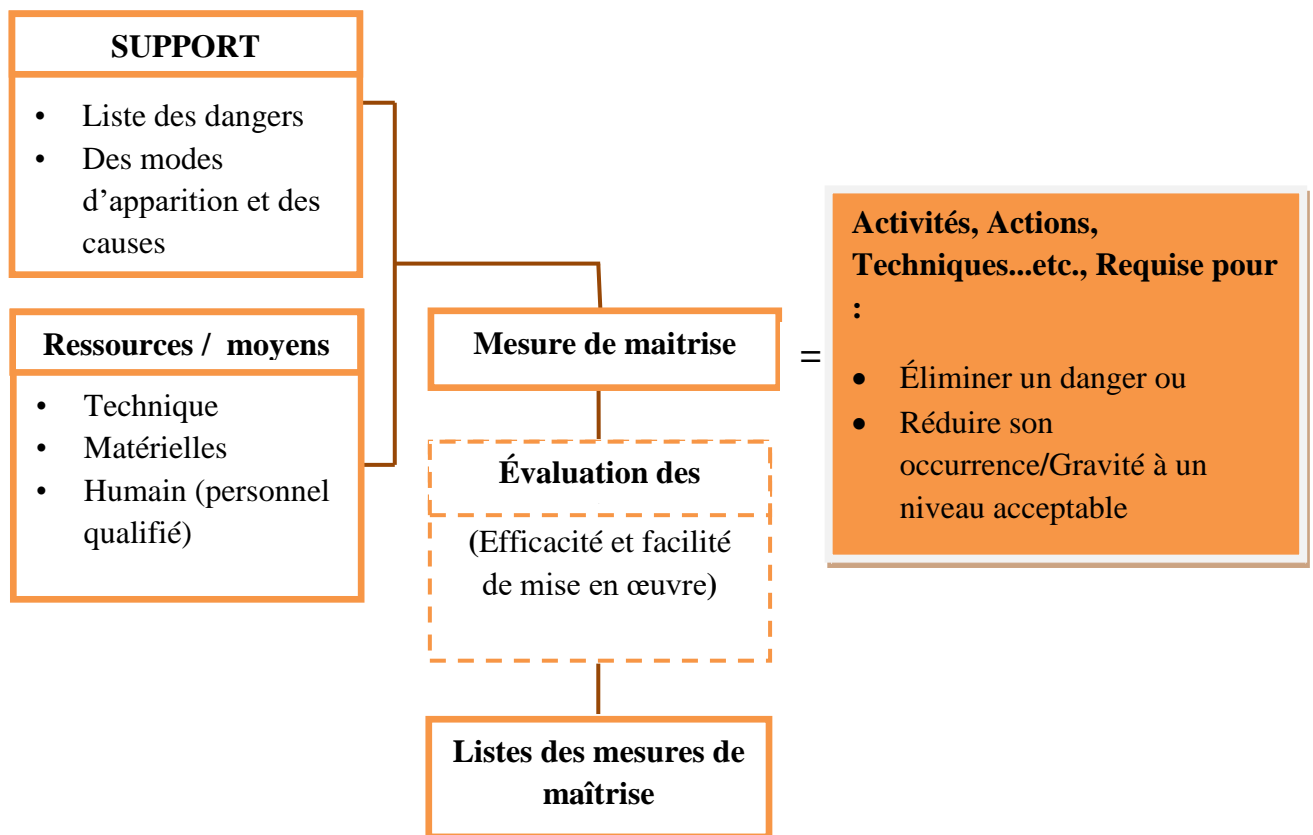 SUPPORT
• Liste des dangers
• Des modes
d’apparition et des
causes
Ressources / moyens
• Technique
• Matérielles
• Humain (personnel
qualifié)
Mesure de maitrise
=
Activités, Actions,
Techniques...etc., Requise pour
:
• Éliminer un danger ou
• Réduire son
occurrence/Gravité à un
niveau acceptable
Évaluation des
(Efficacité et facilité
de mise en œuvre)
Listes des mesures de
maîtrise